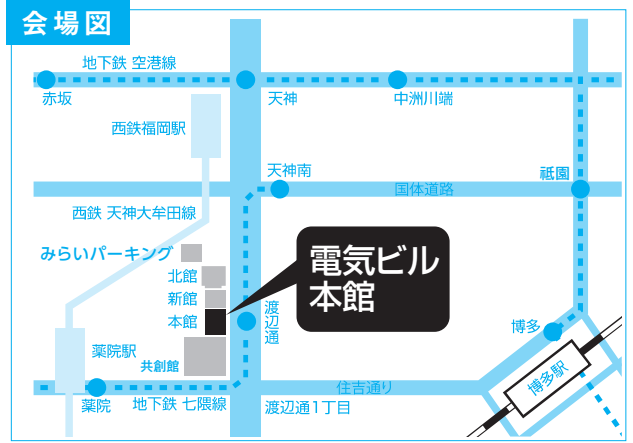 会場図
地下鉄 空港線
赤坂
天神
中洲川端
西鉄福岡駅
天神南
祇園
国体道路
西鉄 天神大牟田線
みらいパーキング
電気ビル
本館
北館
新館
本館
渡辺通
博多
薬院駅
共創館
博多駅
住吉通り
薬院
地下鉄 七隈線
渡辺通1丁目